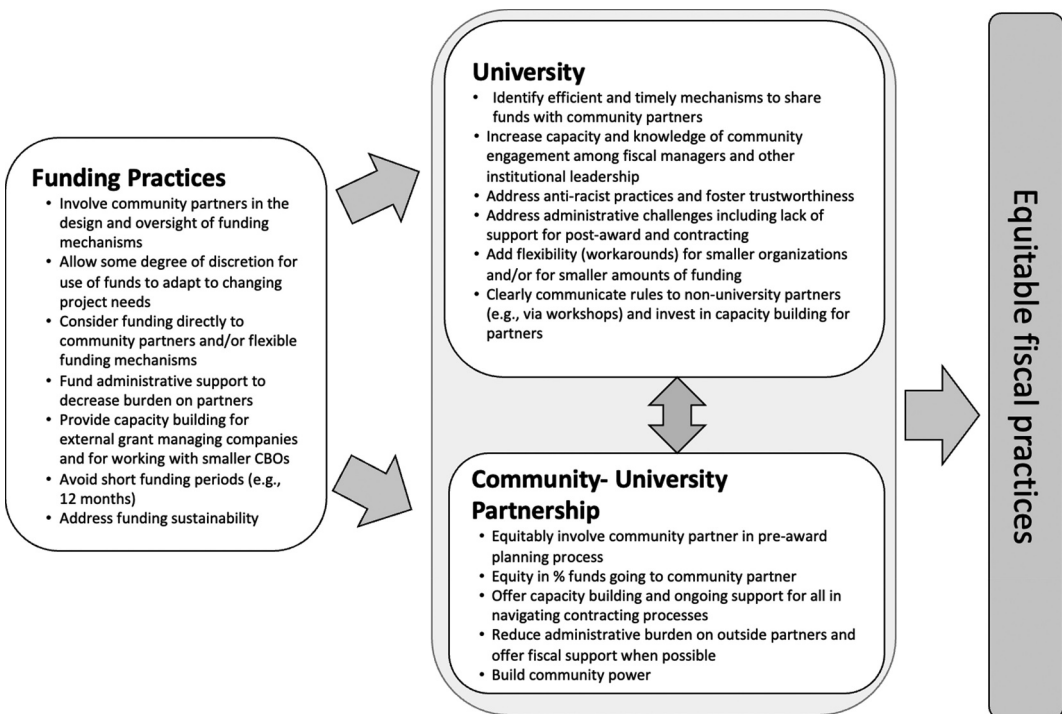 Funding Practices
• Involve community partners in the
design and oversight of funding
mechanisms
• Allow some degree of discretion for
use of funds to adapt to changing
project needs
• Consider funding directly to
community partners and/or flexible
funding mechanisms
• Fund administrative support to
decrease burden on partners
• Provide capacity building for
external grant managing companies
and for working with smaller CBOs
• Avoid short funding periods (e.g.,
12 months)
• Address funding sustainability
University
• Identify efficient and timely mechanisms to share
funds with community partners
• Increase capacity and knowledge of community
engagement among fiscal managers and other
institutional leadership
• Address anti-racist practices and foster trustworthiness
• Address administrative challenges including lack of
support for post-award and contracting
• Add flexibility (workarounds) for smaller organizations
and/or for smaller amounts of funding
• Clearly communicate rules to non-university partners
(e.g., via workshops) and invest in capacity building for
partners
Community- University
Partnership
• Equitably involve community partner in pre-award
planning process
• Equity in % funds going to community partner
• Offer capacity building and ongoing support for all in
navigating contracting processes
• Reduce administrative burden on outside partners and
offer fiscal support when possible
• Build community power
Equitable fiscal practices